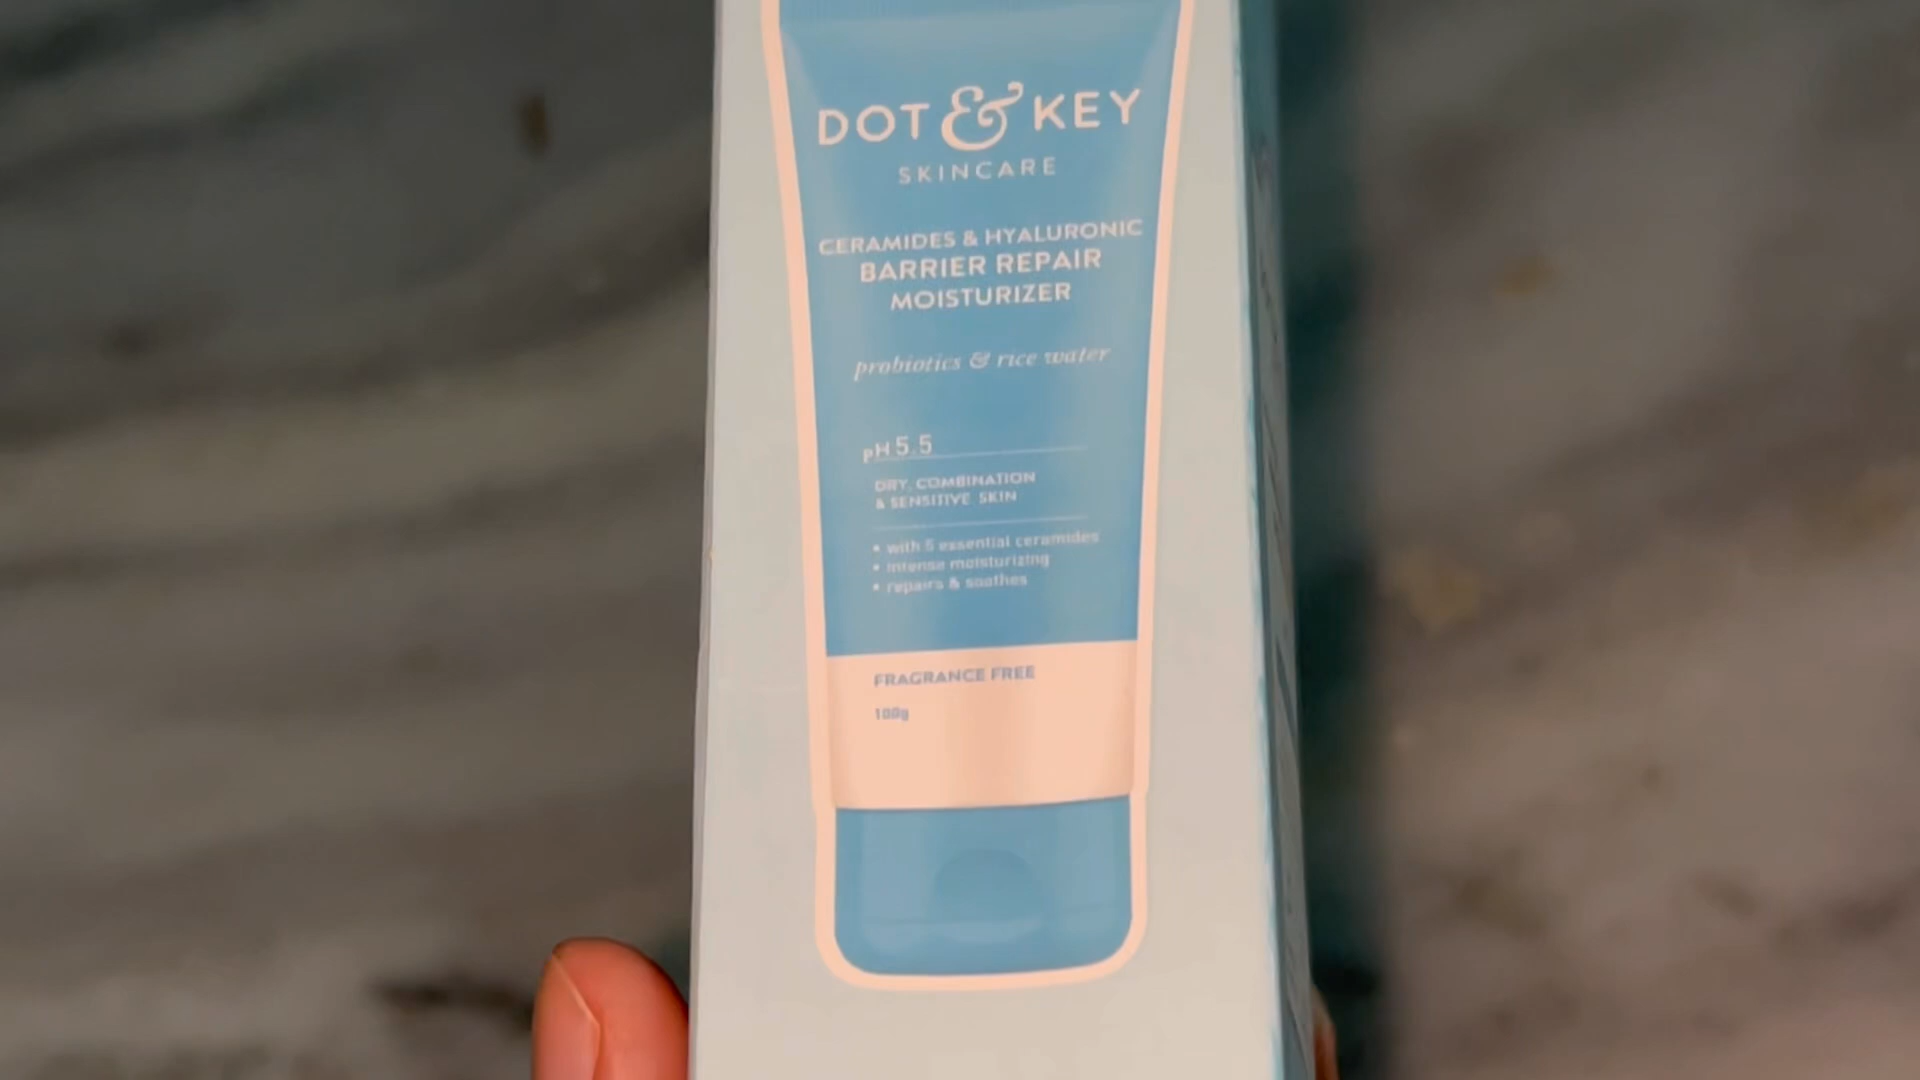 DOT & KEY
SKINCARE
CERAMIDES & HYALURONIC
BARRIER REPAIR
MOISTURIZER
probiotics & rice water
pH 5.5
DRY, COMBINATION
& SENSITIVE SKIN
• with 5 essential ceramides
• intense moisturizing
• repairs & soothes
FRAGRANCE FREE
100g